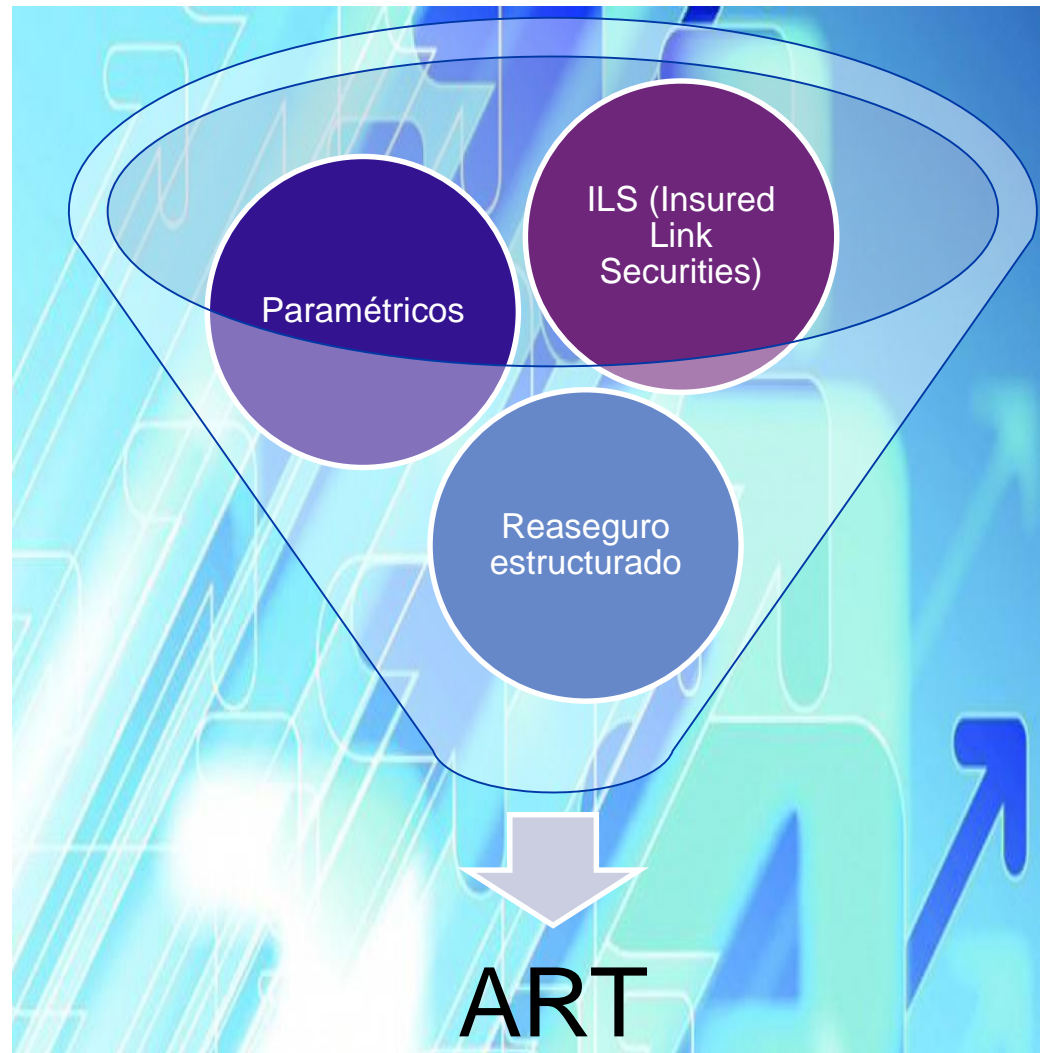 ILS (Insured
Link
Securities)
Paramétricos
Reaseguro
estructurado
ART